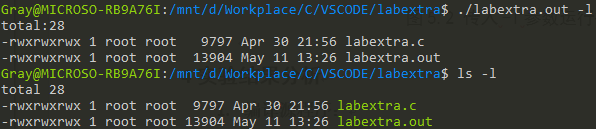 Gray@MICROSO-RB9A76I:/mnt/d/Workplace/C/VSCODE/labextra$ ./labextra.out -l
total:28
-rwxrwxrwx 1 root root   9797 Apr 30 21:56 labextra.c
-rwxrwxrwx 1 root root  13904 May 11 13:26 labextra.out
Gray@MICROSO-RB9A76I:/mnt/d/Workplace/C/VSCODE/labextra$ ls -l
total 28
-rwxrwxrwx 1 root root  9797 Apr 30 21:56 labextra.c
-rwxrwxrwx 1 root root 13904 May 11 13:26 labextra.out